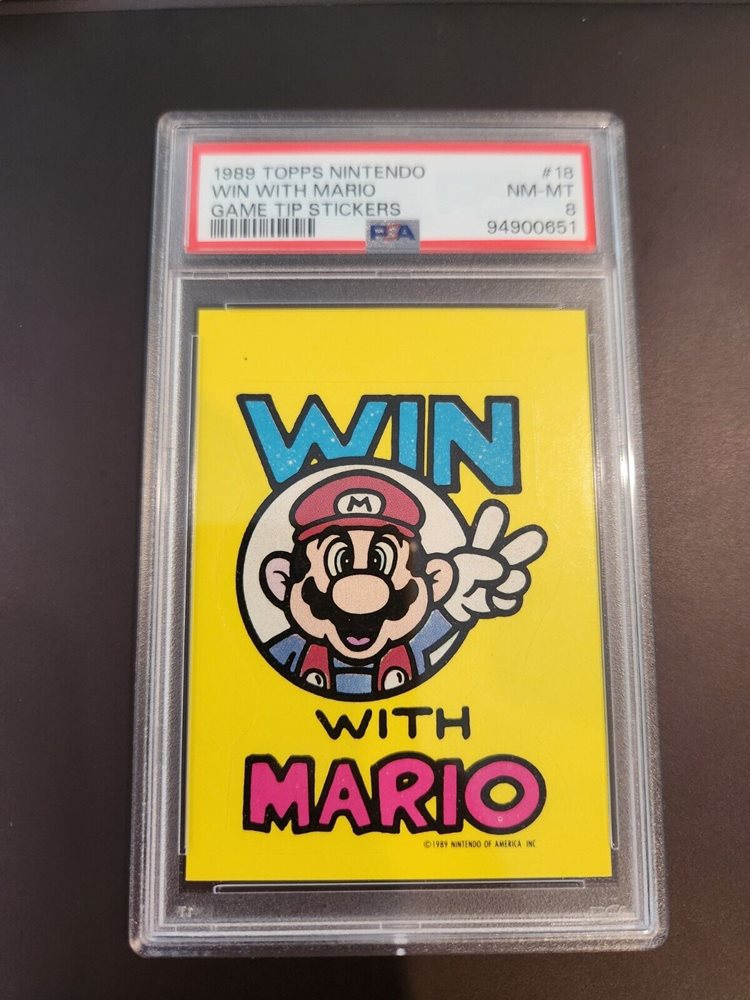 1989 TOPPS NINTENDO #18
WIN WITH MARIO NM-MT
GAME TIP STICKERS 8
PSA 94900651
WIN
M
WITH
MARIO
©1989 NINTENDO OF AMERICA INC